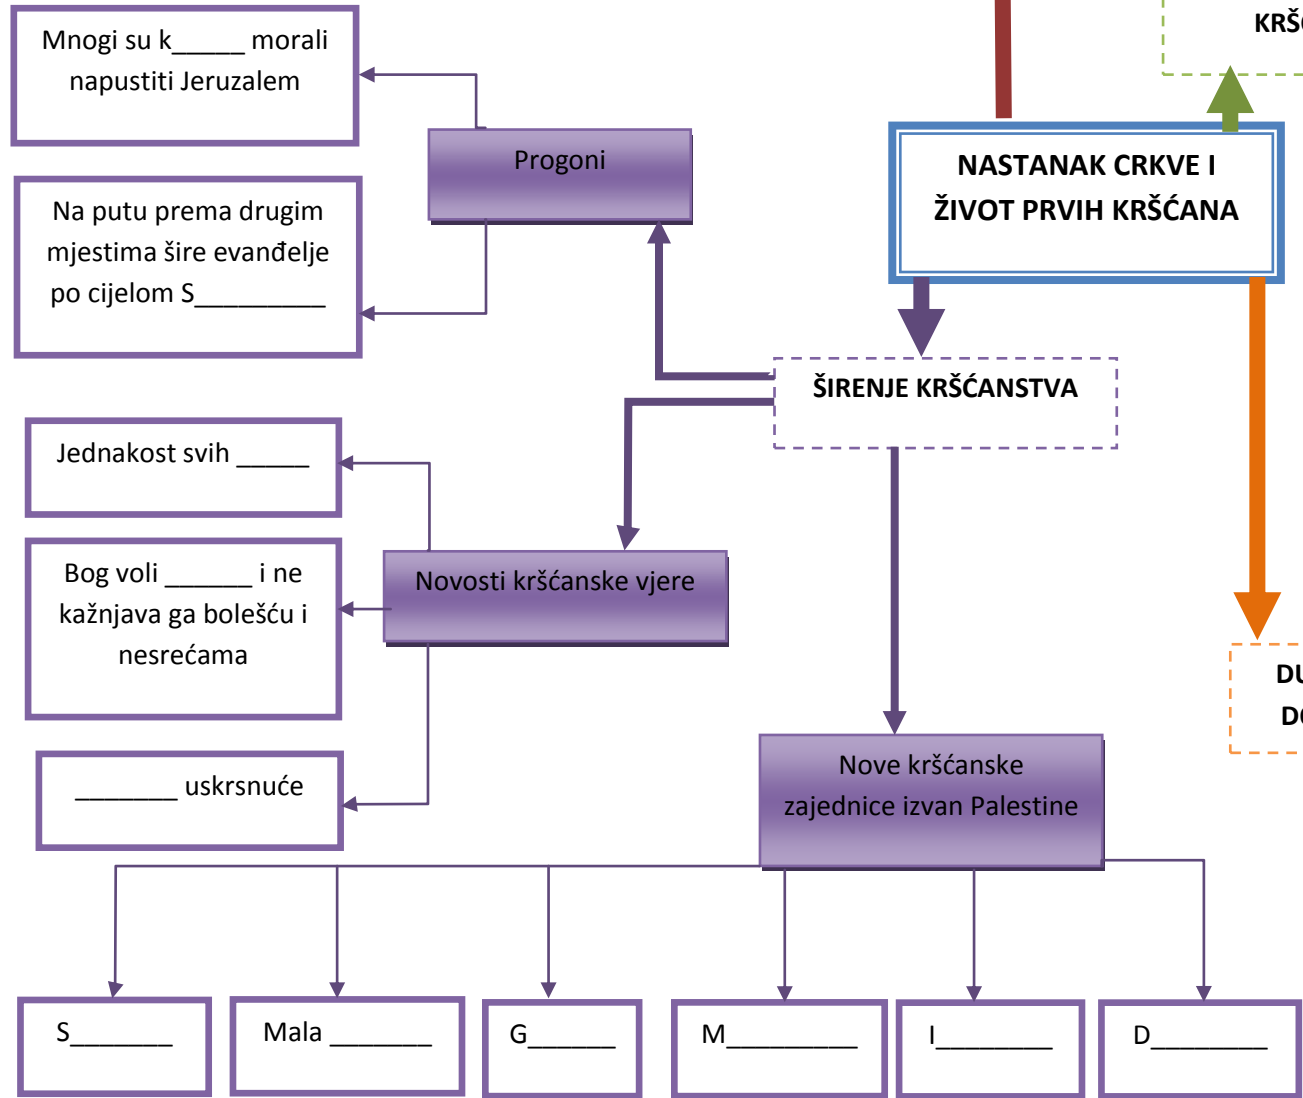 KRŠĆ
Mnogi su k_____ morali
napustiti Jeruzalem
Progoni
NASTANAK CRKVE I
ŽIVOT PRVIH KRŠĆANA
Na putu prema drugim
mjestima šire evanđelje
po cijelom S_________
ŠIRENJE KRŠĆANSTVA
Jednakost svih _____
Novosti kršćanske vjere
Bog voli ______ i ne
kažnjava ga bolešću i
nesrećama
_______ uskrsnuće
Nove kršćanske
zajednice izvan Palestine
S_______
Mala _______
G______
M_________
I________
D________